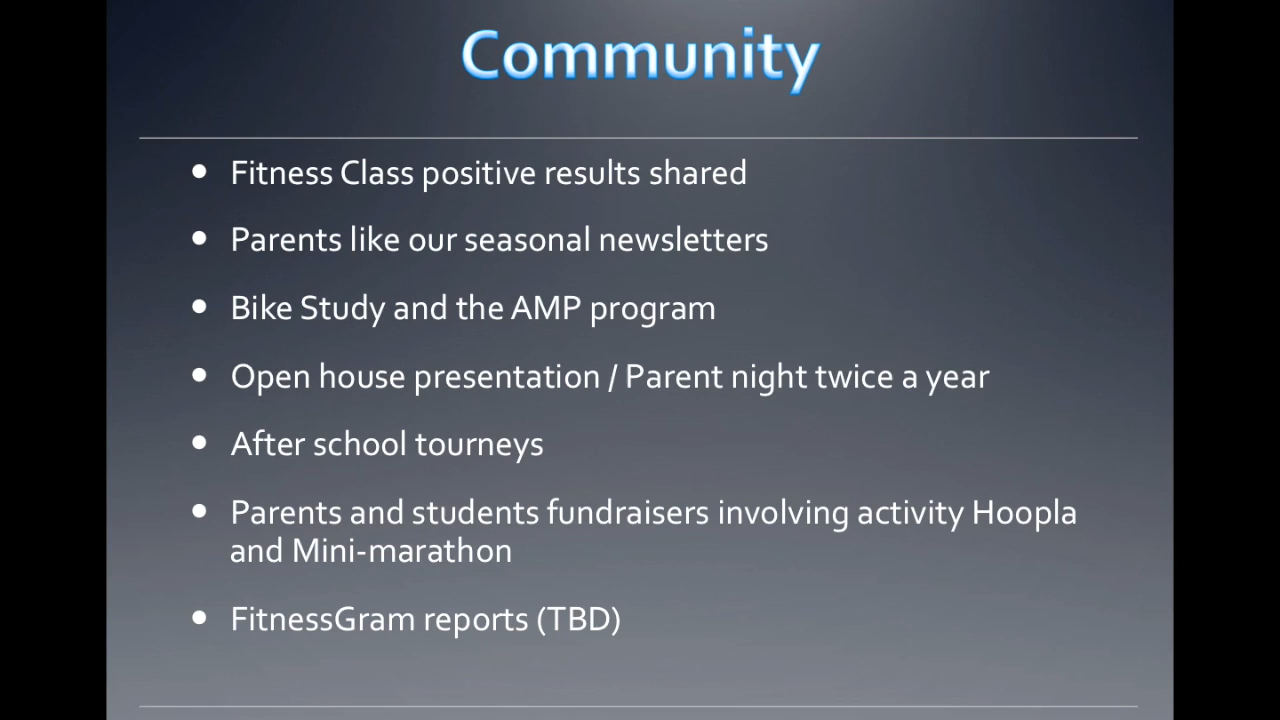 Community
• Fitness Class positive results shared
• Parents like our seasonal newsletters
• Bike Study and the AMP program
• Open house presentation / Parent night twice a year
• After school tourneys
• Parents and students fundraisers involving activity Hoopla
and Mini-marathon
• FitnessGram reports (TBD)